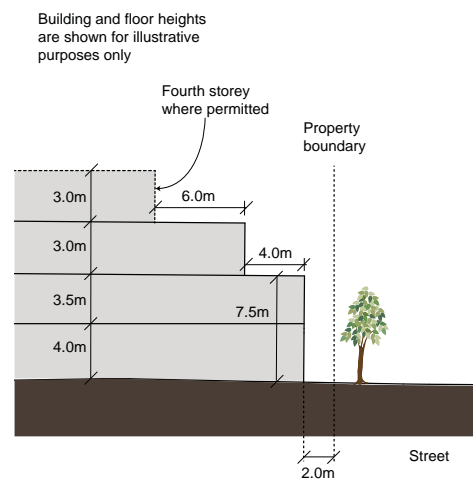 Building and floor heights
are shown for illustrative
purposes only
Fourth storey
where permitted
Property
boundary
3.0m
6.0m
3.0m
4.0m
3.5m
7.5m
4.0m
Street
2.0m